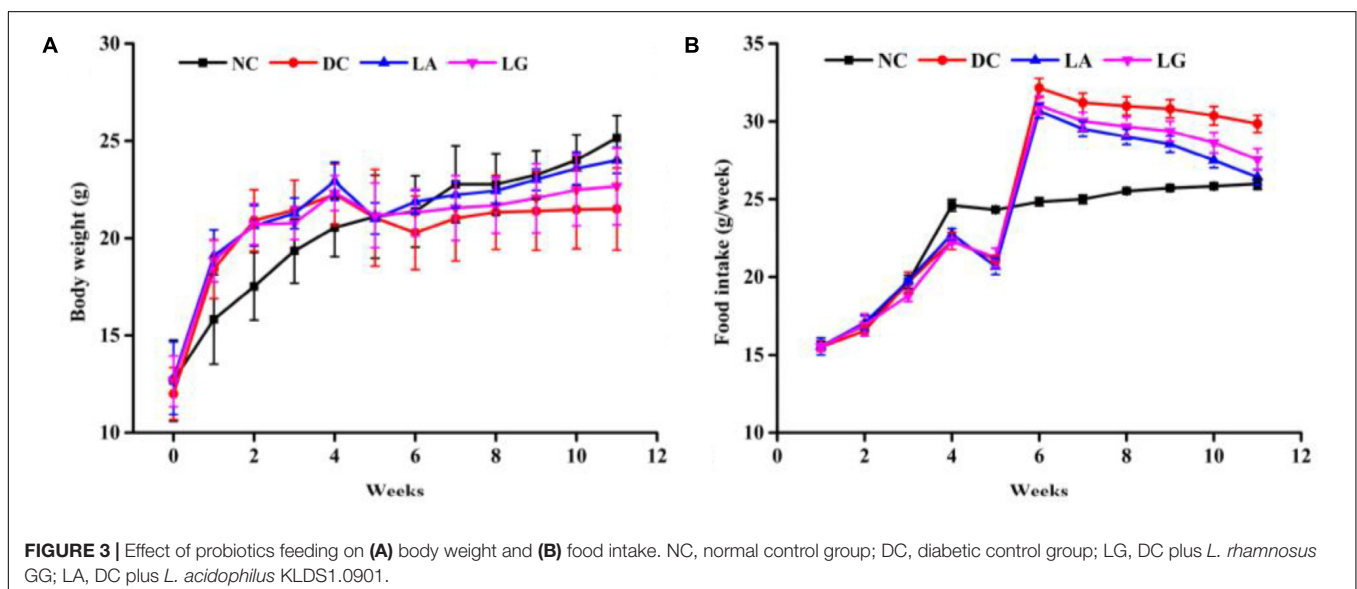 A
NC DC LA LG
30
25
20
15
10
Body weight (g)
0 2 4 6 8 10 12
Weeks
B
NC DC LA LG
35
30
25
20
15
10
Food intake (g/week)
0 2 4 6 8 10 12
Weeks
FIGURE 3 | Effect of probiotics feeding on (A) body weight and (B) food intake. NC, normal control group; DC, diabetic control group; LG, DC plus L. rhamnosus
GG; LA, DC plus L. acidophilus KLDS1.0901.